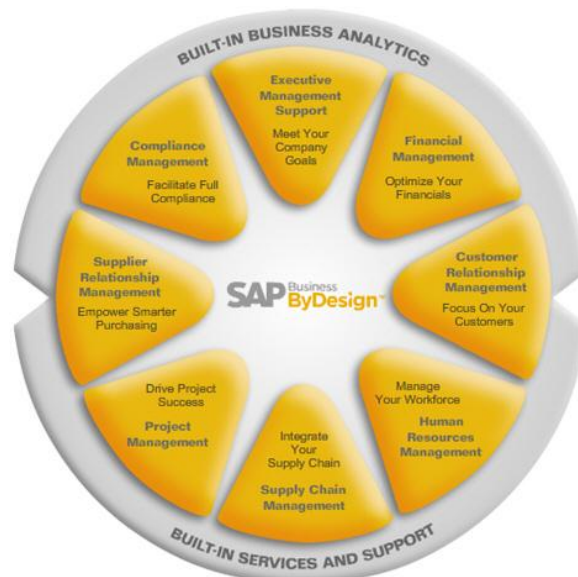 BUILT-IN BUSINESS ANALYTICS
Executive
Management
Support
Meet Your
Company
Goals
Financial
Management
Optimize Your
Financials
Customer
Relationship
Management
Focus On Your
Customers
Manage
Your Workforce
Human
Resources
Management
Integrate
Your
Supply Chain
Supply Chain
Management
Drive Project
Success
Project
Management
Supplier
Relationship
Management
Empower Smarter
Purchasing
Compliance
Management
Facilitate Full
Compliance
SAP Business
ByDesign™
BUILT-IN SERVICES AND SUPPORT